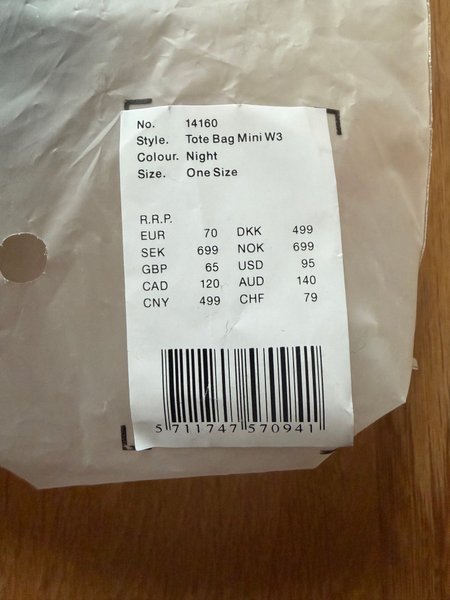 No. 14160
Style. Tote Bag Mini W3
Colour. Night
Size. One Size
R.R.P.
EUR 70 DKK 499
SEK 699 NOK 699
GBP 65 USD 95
CAD 120 AUD 140
CNY 499 CHF 79
5 711747 570941